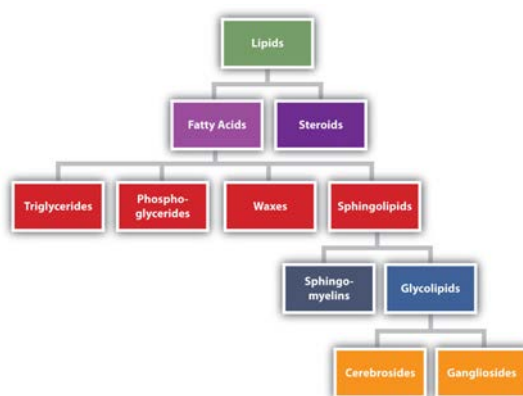 Lipids
Fatty Acids
Steroids
Triglycerides
Phospho-
glycerides
Waxes
Sphingolipids
Sphingo-
myelins
Glycolipids
Cerebrosides
Gangliosides